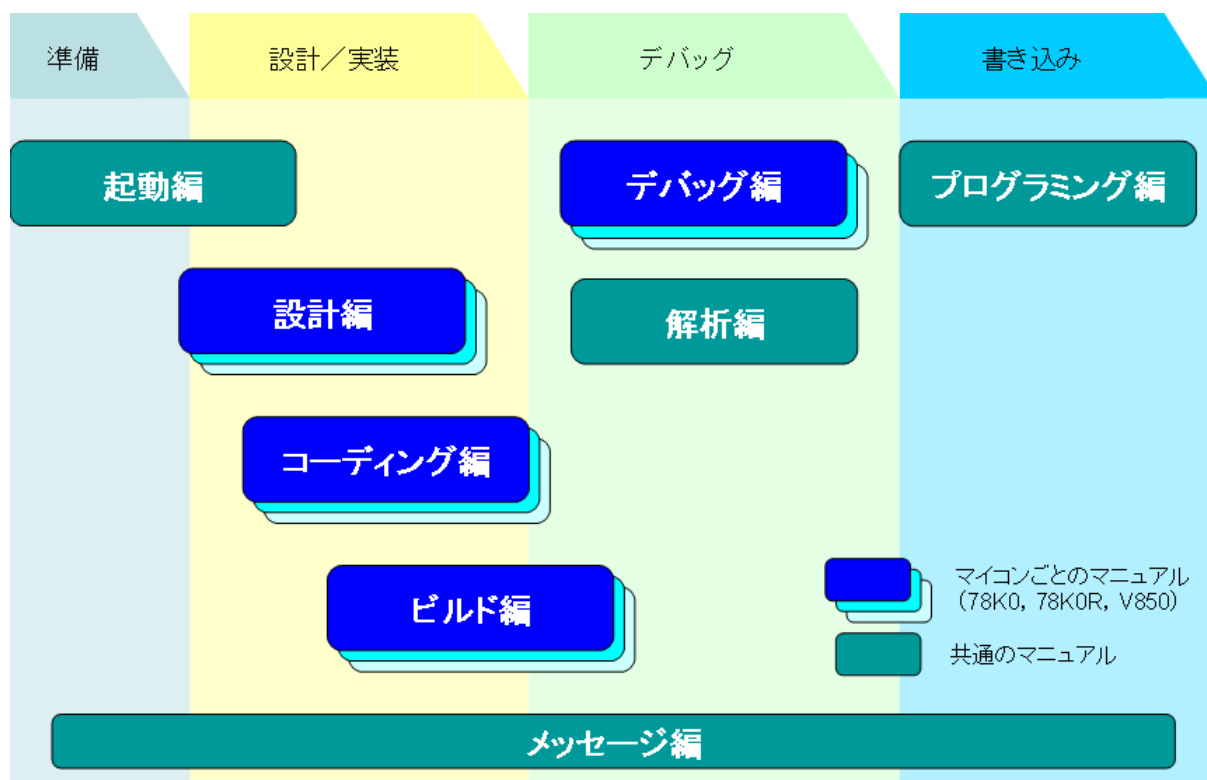 準備
設計／実装
デバッグ
書き込み
起動編
デバッグ編
プログラミング編
設計編
解析編
コーディング編
ビルド編
マイコンごとのマニュアル
(78K0, 78K0R, V850)
共通のマニュアル
メッセージ編